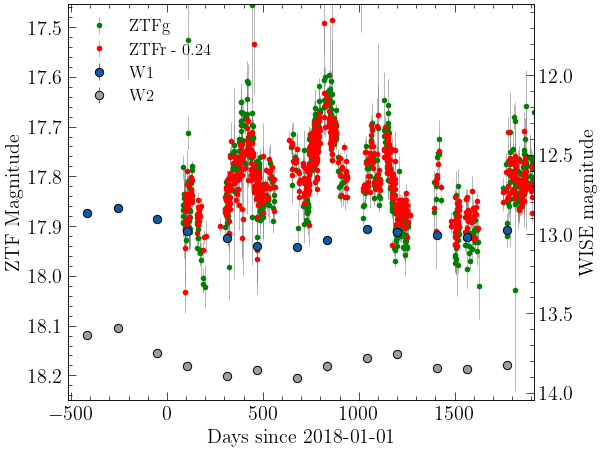 17.5
17.6
17.7
17.8
17.9
18.0
18.1
18.2
ZTF Magnitude
ZTFg
ZTFr - 0.24
W1
W2
12.0
12.5
13.0
13.5
14.0
WISE magnitude
-500 0 500 1000 1500
Days since 2018-01-01